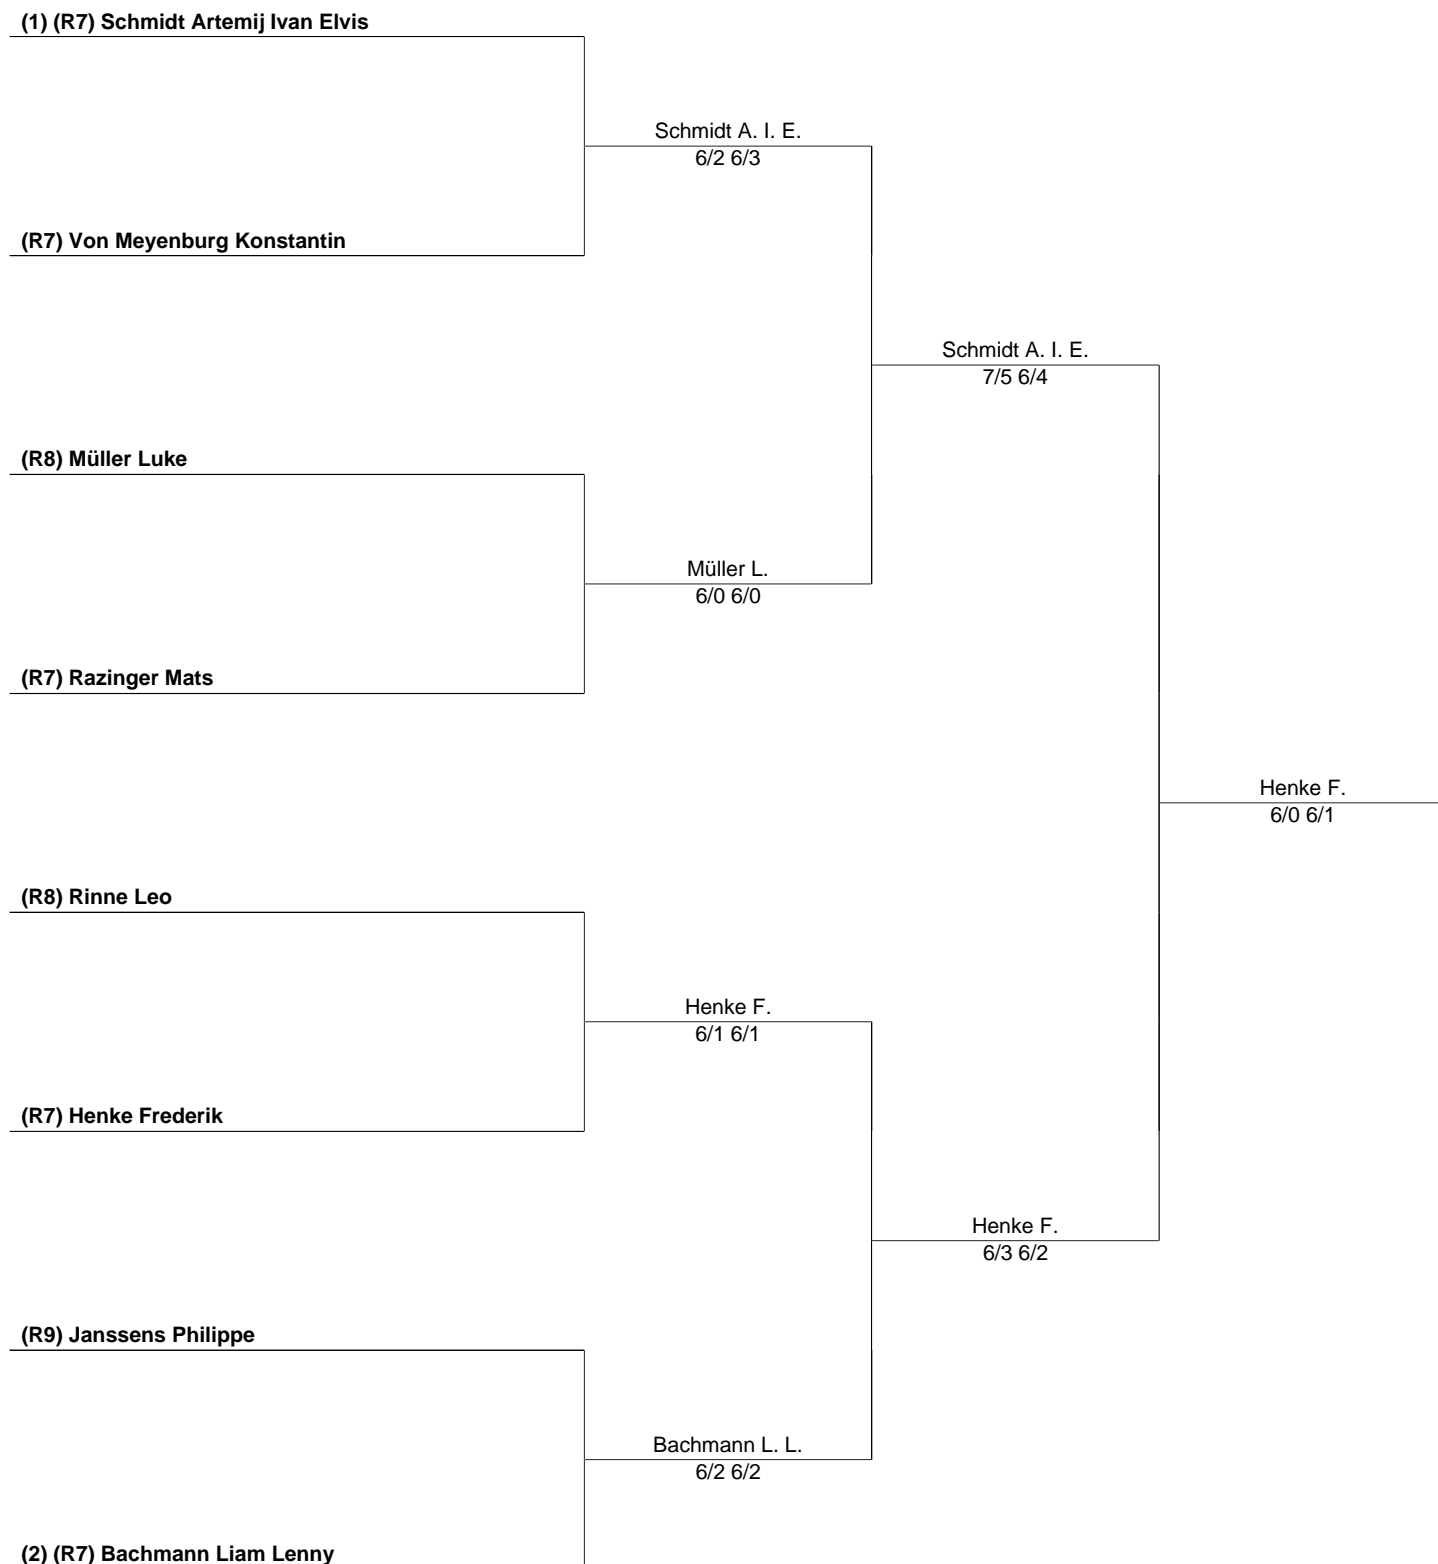 (1) (R7) Schmidt Artemij Ivan Elvis
Schmidt A. I. E.
6/2 6/3
(R7) Von Meyenburg Konstantin
Schmidt A. I. E.
7/5 6/4
(R8) Müller Luke
Müller L.
6/0 6/0
(R7) Razinger Mats
Henke F.
6/0 6/1
(R8) Rinne Leo
Henke F.
6/1 6/1
(R7) Henke Frederik
Henke F.
6/3 6/2
(R9) Janssens Philippe
Bachmann L. L.
6/2 6/2
(2) (R7) Bachmann Liam Lenny